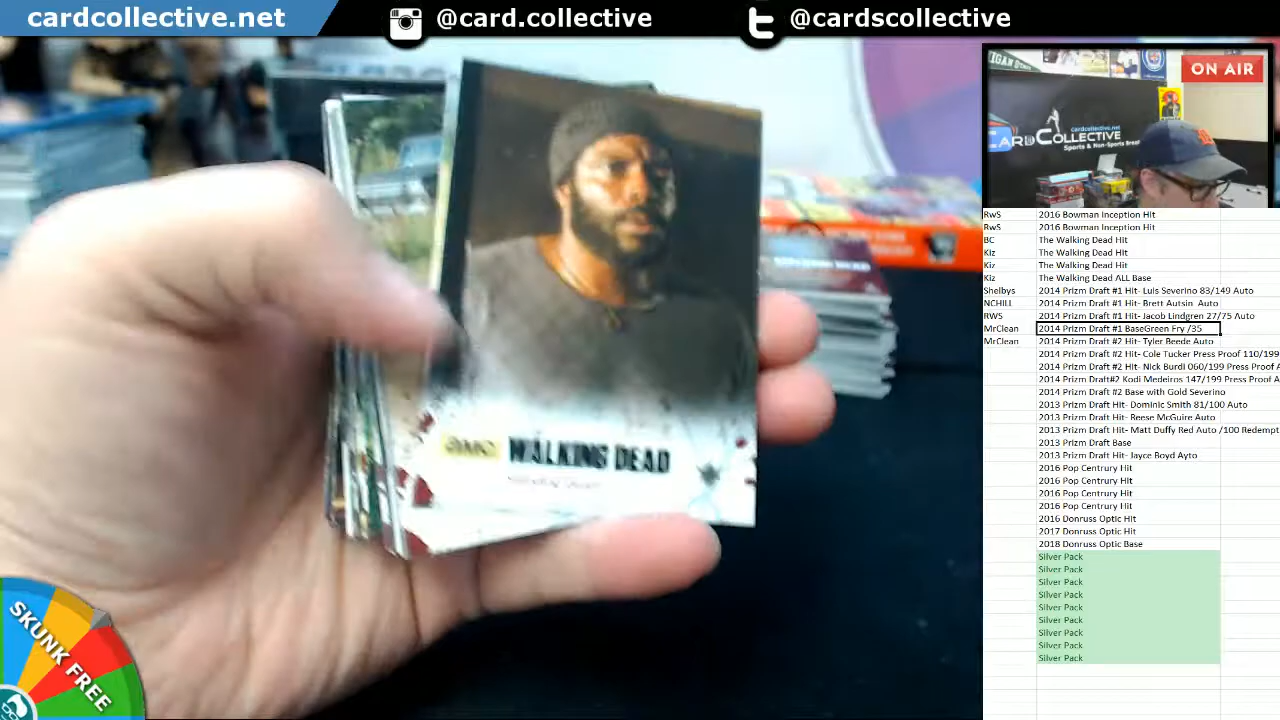 cardcollective.net
@card.collective
@cardscollective
ON AIR
cardcollective.net
CARDCOLLECTIVE
Sports & Non-Sports
AMC WALKING DEAD
SKUNK FREE
RwS 2016 Bowman Inception Hit
RwS 2016 Bowman Inception Hit
BC The Walking Dead Hit
Kiz The Walking Dead Hit
Kiz The Walking Dead Hit
Kiz The Walking Dead ALL Base
Shelbys 2014 Prizm Draft #1 Hit- Luis Severino 83/149 Auto
NCHILL 2014 Prizm Draft #1 Hit- Brett Autsin Auto
RWS 2014 Prizm Draft #1 Hit- Jacob Lindgren 27/75 Auto
MrClean 2014 Prizm Draft #1 BaseGreen Fry /35
MrClean 2014 Prizm Draft #2 Hit- Tyler Beede Auto
2014 Prizm Draft #2 Hit- Cole Tucker Press Proof 110/199
2014 Prizm Draft #2 Hit- Nick Burdi 060/199 Press Proof A
2014 Prizm Draft#2 Kodi Medeiros 147/199 Press Proof A
2014 Prizm Draft #2 Base with Gold Severino
2013 Prizm Draft Hit- Dominic Smith 81/100 Auto
2013 Prizm Draft Hit- Reese McGuire Auto
2013 Prizm Draft Hit- Matt Duffy Red Auto /100 Redempt
2013 Prizm Draft Base
2013 Prizm Draft Hit- Jayce Boyd Ayto
2016 Pop Centrury Hit
2016 Pop Centrury Hit
2016 Pop Centrury Hit
2016 Pop Centrury Hit
2016 Donruss Optic Hit
2017 Donruss Optic Hit
2018 Donruss Optic Base
Silver Pack
Silver Pack
Silver Pack
Silver Pack
Silver Pack
Silver Pack
Silver Pack
Silver Pack
Silver Pack